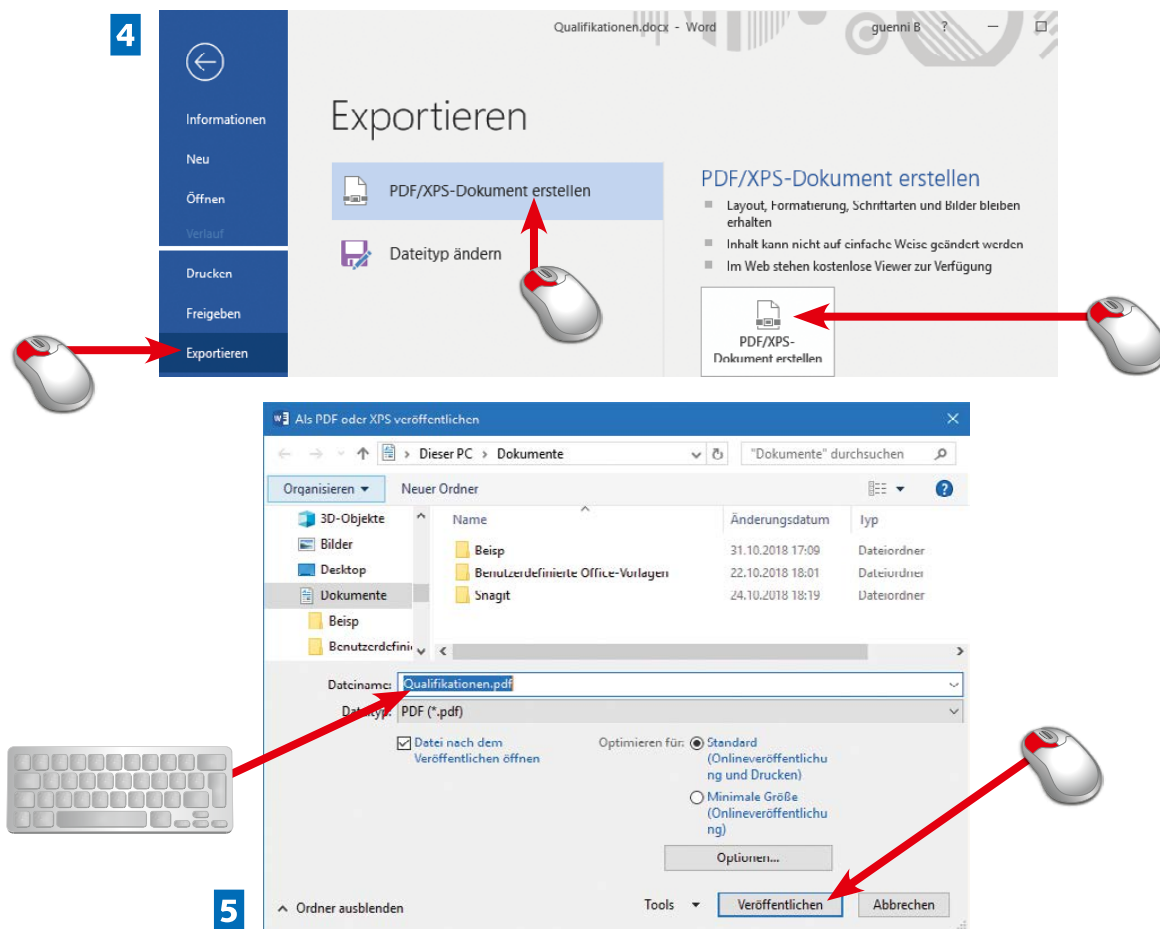 4
Qualifikationen.docx - Word
guenni B ?
Informationen
Neu
Öffnen
Verlauf
Drucken
Freigeben
Exportieren
Exportieren
PDF/XPS-Dokument erstellen
Dateityp ändern
PDF/XPS-Dokument erstellen
Layout, Formatierung, Schriftarten und Bilder bleiben
erhalten
Inhalt kann nicht auf einfache Weise geändert werden
Im Web stehen kostenlose Viewer zur Verfügung
PDF/XPS-
Dokument erstellen
Als PDF oder XPS veröffentlichen
Dieser PC > Dokumente
"Dokumente" durchsuchen
Organisieren
Neuer Ordner
?
3D-Objekte
Bilder
Desktop
Dokumente
Beisp
Benutzerdefini
Name Änderungsdatum Typ
Beisp 31.10.2018 17:09 Dateiordner
Benutzerdefinierte Office-Vorlagen 22.10.2018 18:01 Dateiordner
Snagit 24.10.2018 18:19 Dateiordner
Dateiname: Qualifikationen.pdf
Dateityp: PDF (*.pdf)
Datei nach dem
Veröffentlichen öffnen
Optimieren für:
Standard
(Onlineveröffentlichu
ng und Drucken)
Minimale Größe
(Onlineveröffentlichu
ng)
Optionen...
5
Ordner ausblenden
Tools
Veröffentlichen
Abbrechen